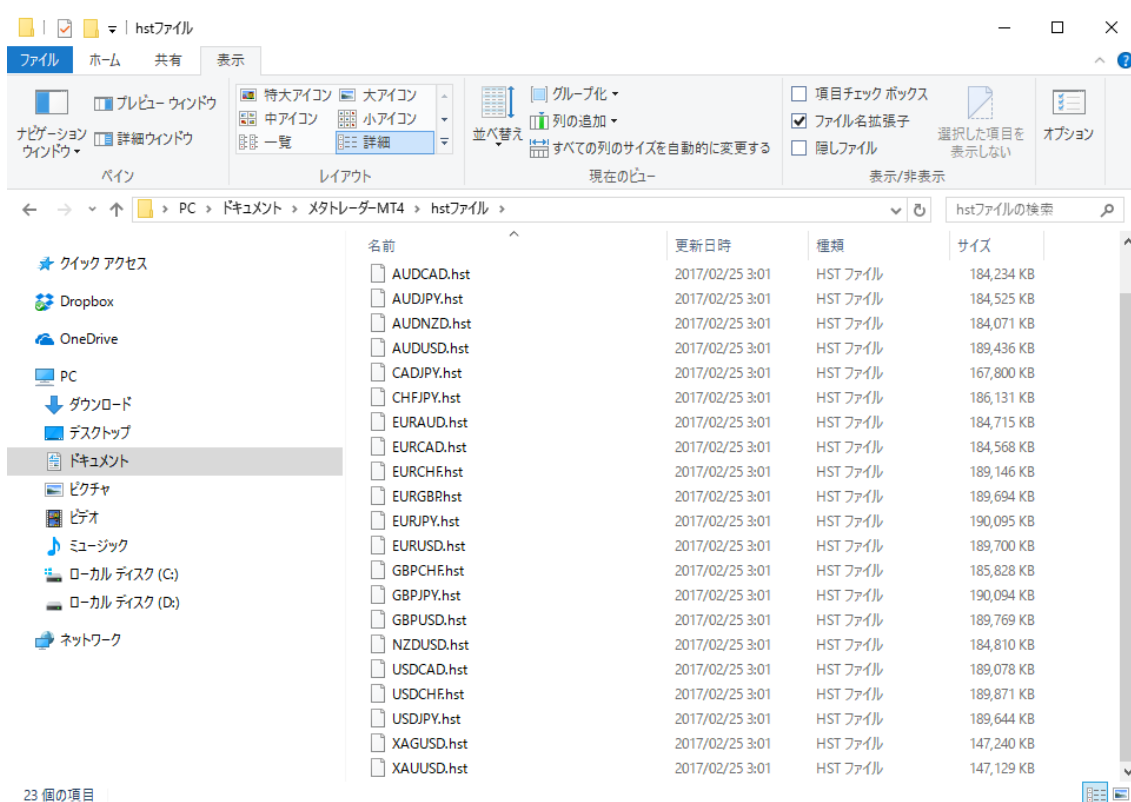 hstファイル
ファイル ホーム 共有 表示
ナビゲーション ウィンドウ
プレビュー ウィンドウ
詳細ウィンドウ
ペイン
特大アイコン 大アイコン
中アイコン 小アイコン
一覧 詳細
レイアウト
並べ替え
グループ化
列の追加
すべての列のサイズを自動的に変更する
現在のビュー
項目チェック ボックス
ファイル名拡張子
隠しファイル
選択した項目を
表示しない
表示/非表示
オプション
PC > ドキュメント > メタトレーダーMT4 > hstファイル >
hstファイルの検索
クイック アクセス
Dropbox
OneDrive
PC
ダウンロード
デスクトップ
ドキュメント
ピクチャ
ビデオ
ミュージック
ローカル ディスク (C:)
ローカル ディスク (D:)
ネットワーク
名前 更新日時 種類 サイズ
AUDCAD.hst 2017/02/25 3:01 HST ファイル 184,234 KB
AUDJPY.hst 2017/02/25 3:01 HST ファイル 184,525 KB
AUDNZD.hst 2017/02/25 3:01 HST ファイル 184,071 KB
AUDUSD.hst 2017/02/25 3:01 HST ファイル 189,436 KB
CADJPY.hst 2017/02/25 3:01 HST ファイル 167,800 KB
CHFJPY.hst 2017/02/25 3:01 HST ファイル 186,131 KB
EURAUD.hst 2017/02/25 3:01 HST ファイル 184,715 KB
EURCAD.hst 2017/02/25 3:01 HST ファイル 184,568 KB
EURCHF.hst 2017/02/25 3:01 HST ファイル 189,146 KB
EURGBP.hst 2017/02/25 3:01 HST ファイル 189,694 KB
EURJPY.hst 2017/02/25 3:01 HST ファイル 190,095 KB
EURUSD.hst 2017/02/25 3:01 HST ファイル 189,700 KB
GBPCHF.hst 2017/02/25 3:01 HST ファイル 185,828 KB
GBPJPY.hst 2017/02/25 3:01 HST ファイル 190,094 KB
GBPUSD.hst 2017/02/25 3:01 HST ファイル 189,769 KB
NZDUSD.hst 2017/02/25 3:01 HST ファイル 184,810 KB
USDCAD.hst 2017/02/25 3:01 HST ファイル 189,078 KB
USDCHF.hst 2017/02/25 3:01 HST ファイル 189,871 KB
USDJPY.hst 2017/02/25 3:01 HST ファイル 189,644 KB
XAGUSD.hst 2017/02/25 3:01 HST ファイル 147,240 KB
XAUUSD.hst 2017/02/25 3:01 HST ファイル 147,129 KB
23 個の項目